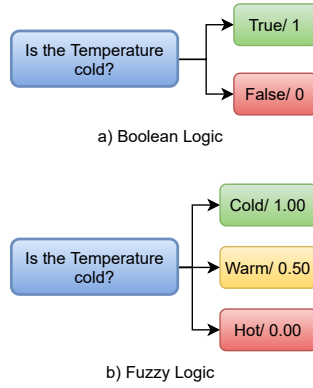 Is the Temperature
cold?
True/ 1
False/ 0
a) Boolean Logic
Is the Temperature
cold?
Cold/ 1.00
Warm/ 0.50
Hot/ 0.00
b) Fuzzy Logic